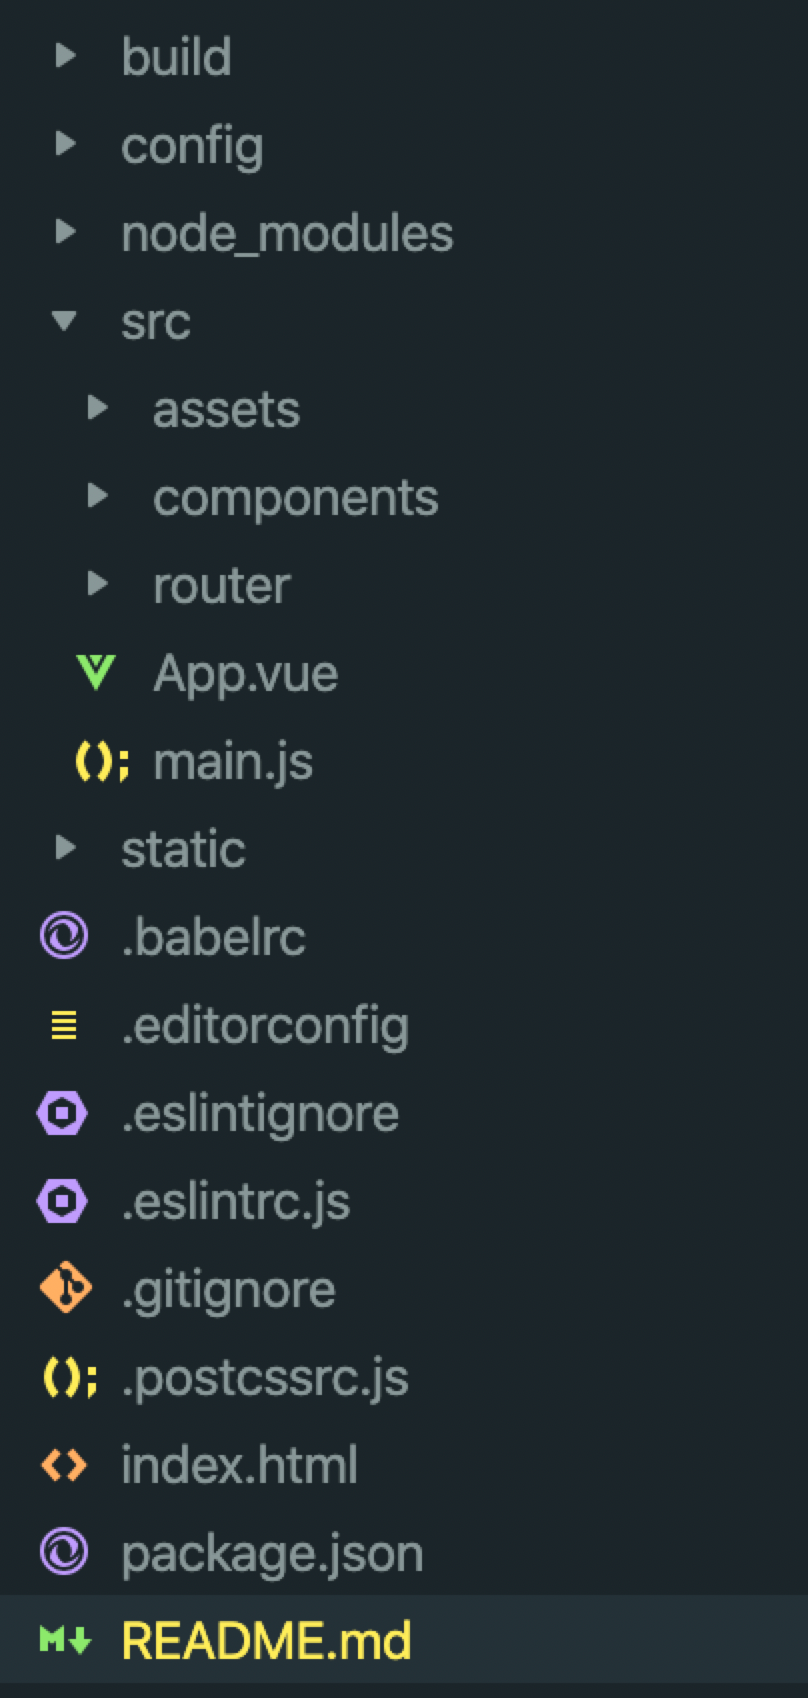 build
config
node_modules
src
assets
components
router
App.vue
main.js
static
.babelrc
.editorconfig
.eslintignore
.eslintrc.js
.gitignore
.postcssrc.js
index.html
package.json
README.md